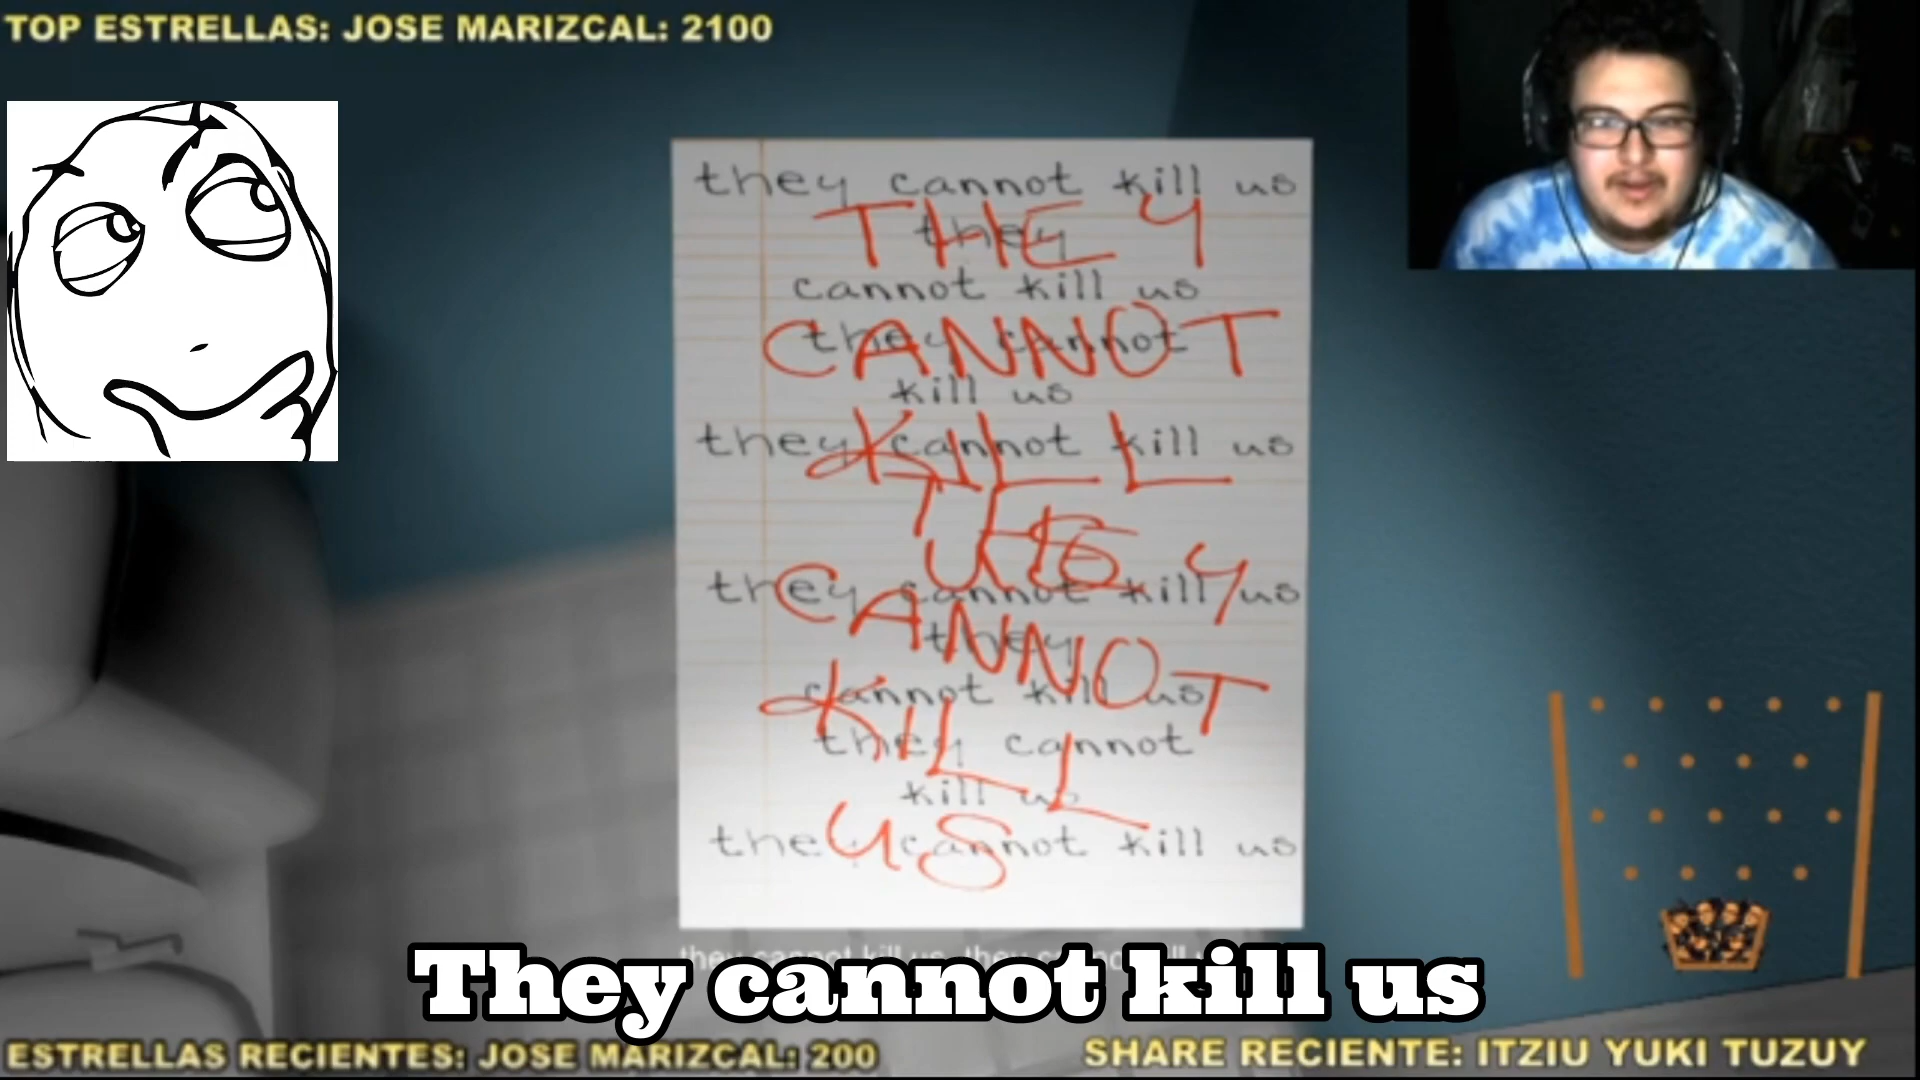 TOP ESTRELLAS: JOSE MARIZCAL: 2100
they cannot kill us
THEY
they
cannot kill us
CANNOT
they cannot
kill us
they cannot kill us
KILL
US
THEY
they cannot kill us
CANNOT
they
cannot kill us
KILL
they cannot
kill us
US
they cannot kill us
They cannot kill us
ESTRELLAS RECIENTES: JOSE MARIZCAL: 200
SHARE RECIENTE: ITZIU YUKI TUZUY